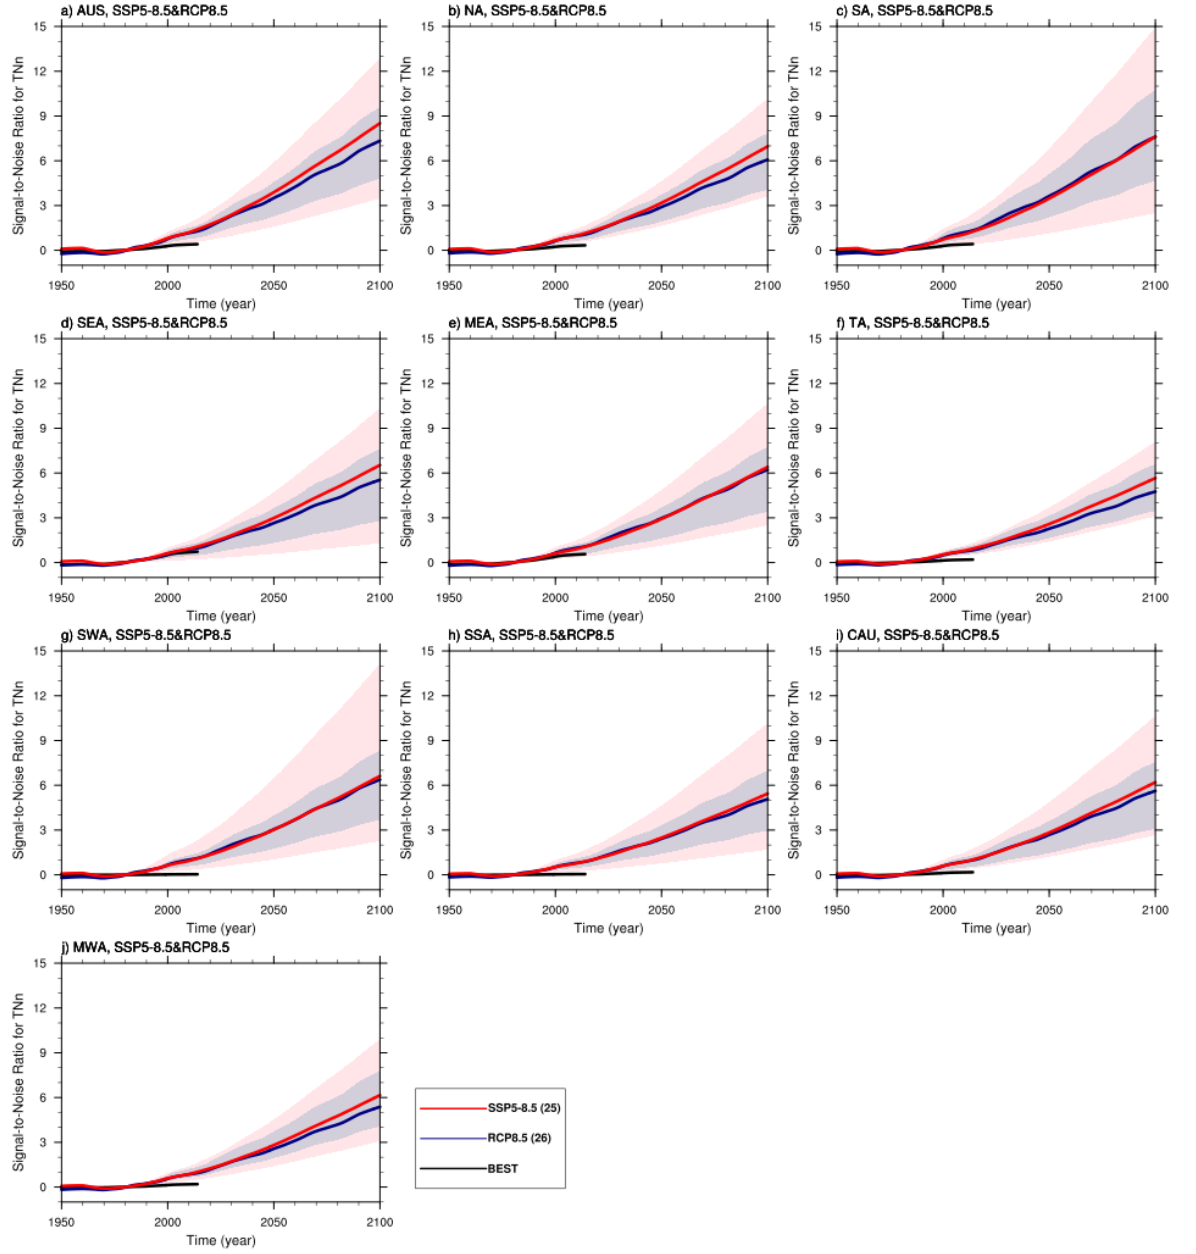 a) AUS, SSP5-8.5&RCP8.5
Signal-to-Noise Ratio for TNn
15
12
9
6
3
0
1950 2000 2050 2100
Time (year)
b) NA, SSP5-8.5&RCP8.5
Signal-to-Noise Ratio for TNn
15
12
9
6
3
0
1950 2000 2050 2100
Time (year)
c) SA, SSP5-8.5&RCP8.5
Signal-to-Noise Ratio for TNn
15
12
9
6
3
0
1950 2000 2050 2100
Time (year)
d) SEA, SSP5-8.5&RCP8.5
Signal-to-Noise Ratio for TNn
15
12
9
6
3
0
1950 2000 2050 2100
Time (year)
e) MEA, SSP5-8.5&RCP8.5
Signal-to-Noise Ratio for TNn
15
12
9
6
3
0
1950 2000 2050 2100
Time (year)
f) TA, SSP5-8.5&RCP8.5
Signal-to-Noise Ratio for TNn
15
12
9
6
3
0
1950 2000 2050 2100
Time (year)
g) SWA, SSP5-8.5&RCP8.5
Signal-to-Noise Ratio for TNn
15
12
9
6
3
0
1950 2000 2050 2100
Time (year)
h) SSA, SSP5-8.5&RCP8.5
Signal-to-Noise Ratio for TNn
15
12
9
6
3
0
1950 2000 2050 2100
Time (year)
i) CAU, SSP5-8.5&RCP8.5
Signal-to-Noise Ratio for TNn
15
12
9
6
3
0
1950 2000 2050 2100
Time (year)
j) MWA, SSP5-8.5&RCP8.5
Signal-to-Noise Ratio for TNn
15
12
9
6
3
0
1950 2000 2050 2100
Time (year)
SSP5-8.5 (25)
RCP8.5 (26)
BEST